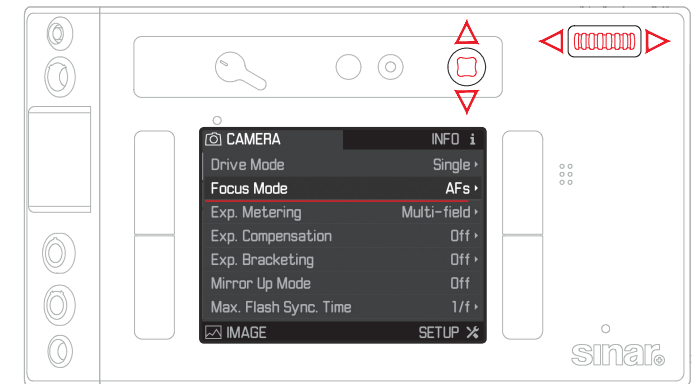 CAMERA INFO i
Drive Mode Single
Focus Mode AFs
Exp. Metering Multi-field
Exp. Compensation Off
Exp. Bracketing Off
Mirror Up Mode Off
Max. Flash Sync. Time 1/f
IMAGE SETUP
sinar®